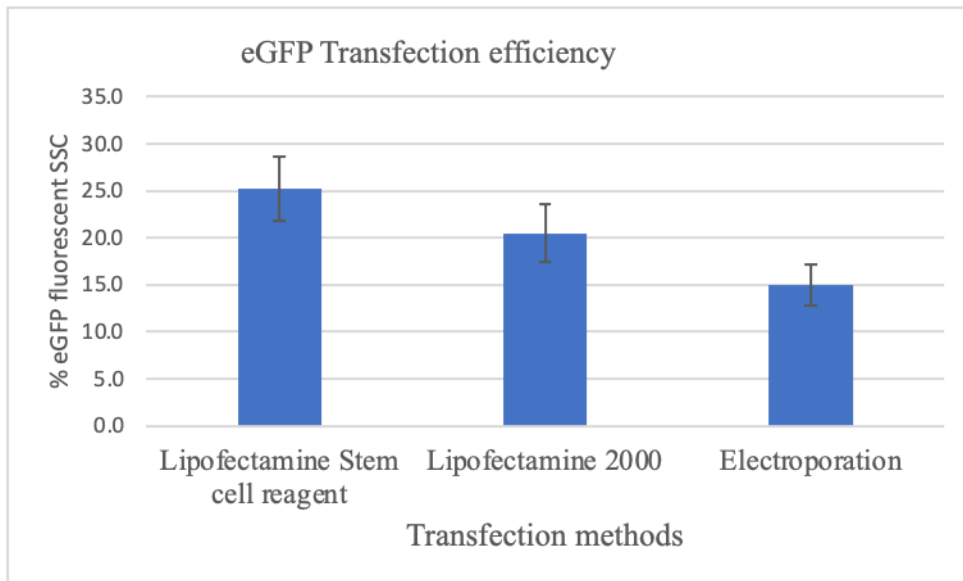 eGFP Transfection efficiency
% eGFP fluorescent SSC
35.0
30.0
25.0
20.0
15.0
10.0
5.0
0.0
Lipofectamine Stem
cell reagent
Lipofectamine 2000
Electroporation
Transfection methods